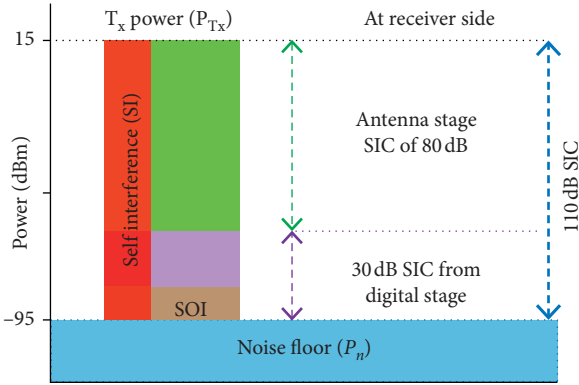 Tx power (PTx)
At receiver side
15
Power (dBm)
Self interference (SI)
Antenna stage
SIC of 80 dB
110 dB SIC
30 dB SIC from
digital stage
SOI
–95
Noise floor (Pn)